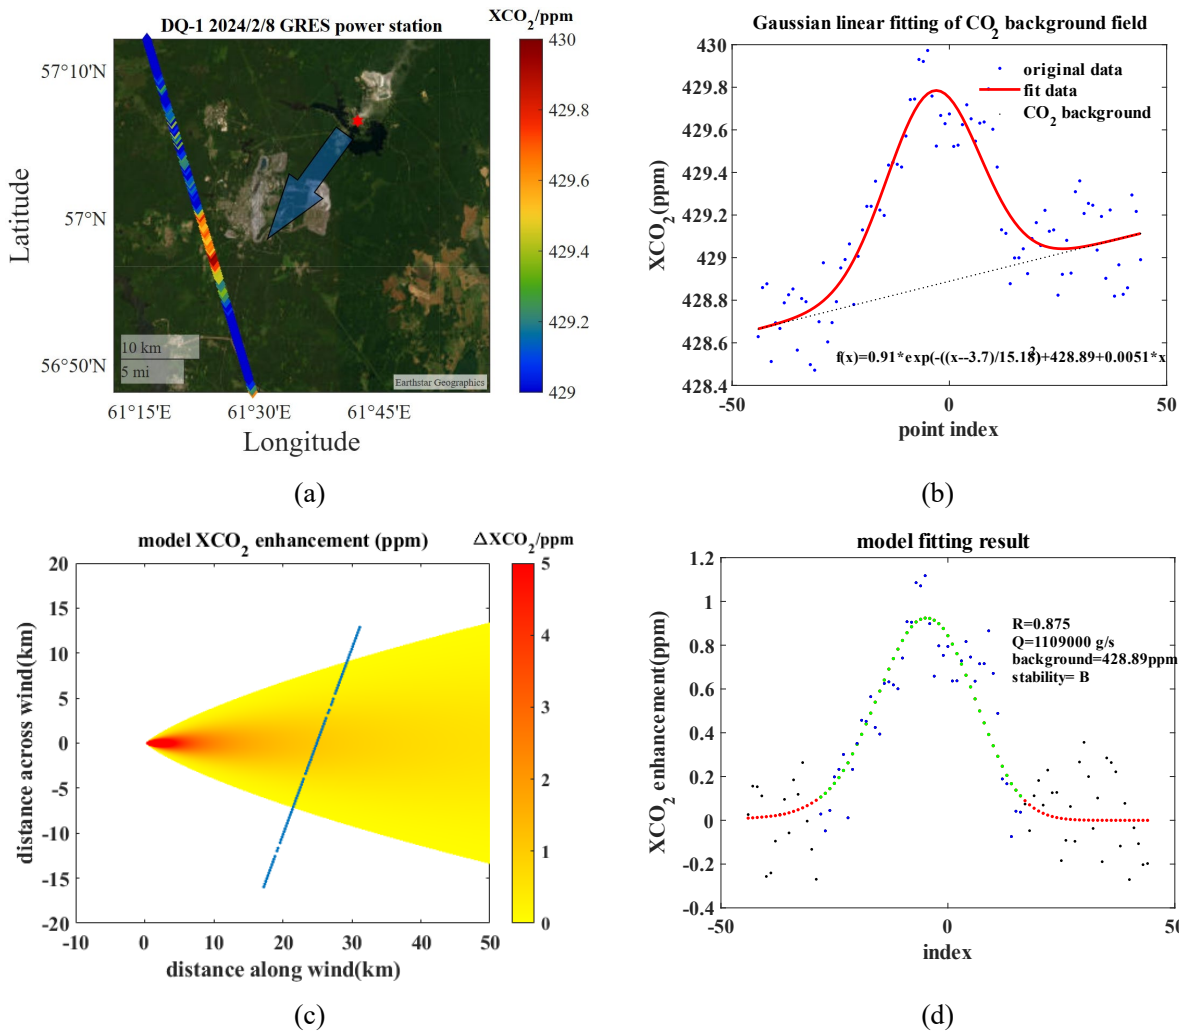 DQ-1 2024/2/8 GRES power station
XCO2/ppm
57°10'N
57°N
56°50'N
Latitude
10 km
5 mi
Earthstar Geographics
61°15'E 61°30'E 61°45'E
Longitude
430
429.8
429.6
429.4
429.2
429
(a)
Gaussian linear fitting of CO2 background field
430
429.8
429.6
429.4
429.2
429
428.8
428.6
428.4
XCO2(ppm)
original data
fit data
CO2 background
f(x)=0.91*exp(-((x--3.7)/15.18)2)+428.89+0.0051*x
-50 0 50
point index
(b)
model XCO2 enhancement (ppm)
ΔXCO2/ppm
20
15
10
5
0
-5
-10
-15
-20
distance across wind(km)
-10 0 10 20 30 40 50
distance along wind(km)
5
4
3
2
1
0
(c)
model fitting result
1.2
1
0.8
0.6
0.4
0.2
0
-0.2
-0.4
XCO2 enhancement(ppm)
R=0.875
Q=1109000 g/s
background=428.89ppm
stability= B
-50 0 50
index
(d)